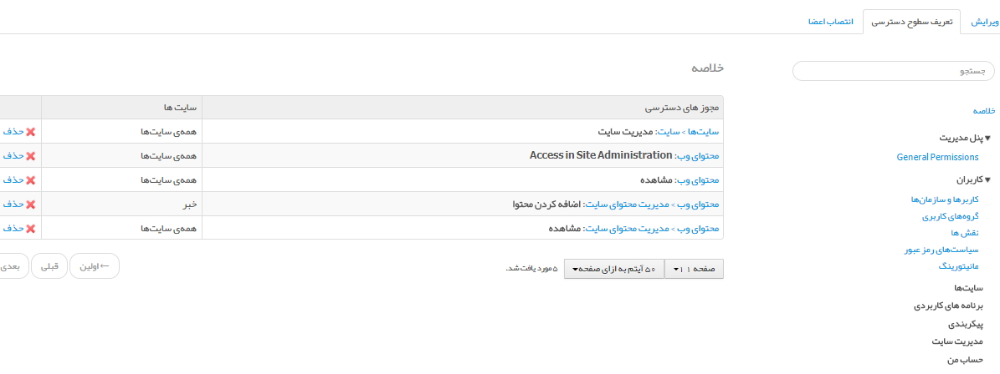 ویرایش
تعریف سطوح دسترسی
انتصاب اعضا
جستجو
خلاصه
▼ پنل مدیریت
General Permissions
▼ کاربران
کاربرها و سازمان‌ها
گروه‌های کاربری
نقش ها
سیاست‌های رمز عبور
مانیتورینگ
سایت‌ها
برنامه های کاربردی
پیکربندی
مدیریت سایت
حساب من
خلاصه
مجوز های دسترسی سایت ها
سایت‌ها > سایت: مدیریت سایت همه‌ی سایت‌ها حذف
محتوای وب: Access in Site Administration همه‌ی سایت‌ها حذف
محتوای وب: مشاهده همه‌ی سایت‌ها حذف
محتوای وب > مدیریت محتوای سایت: اضافه کردن محتوا خبر حذف
محتوای وب > مدیریت محتوای سایت: مشاهده همه‌ی سایت‌ها حذف
صفحه ۱ ۱ ۵۰ آیتم به ازای صفحه ۵ مورد یافت شد. ← اولین قبلی بعدی